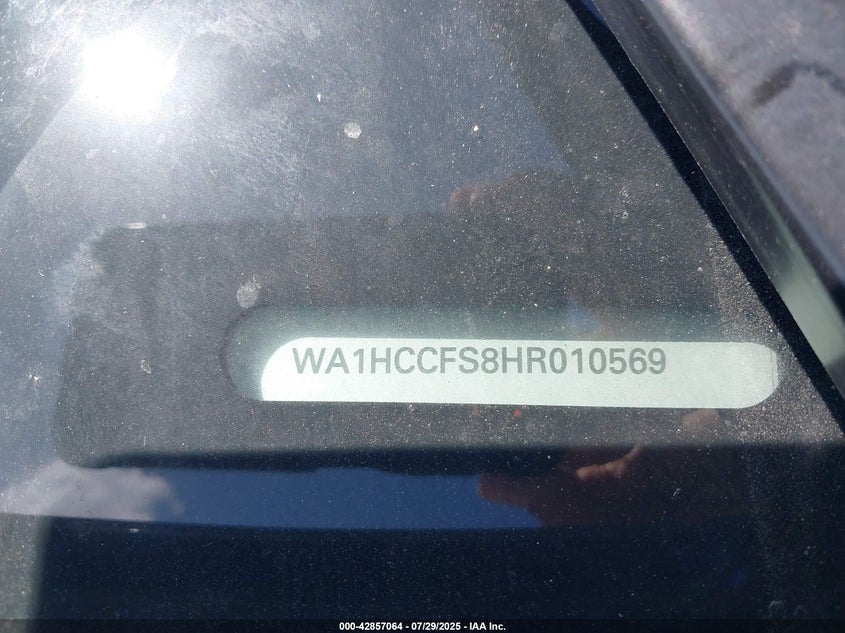 WA1HCCFS8HR010569
000-42857064 / 07/29/2025 - IAA Inc.